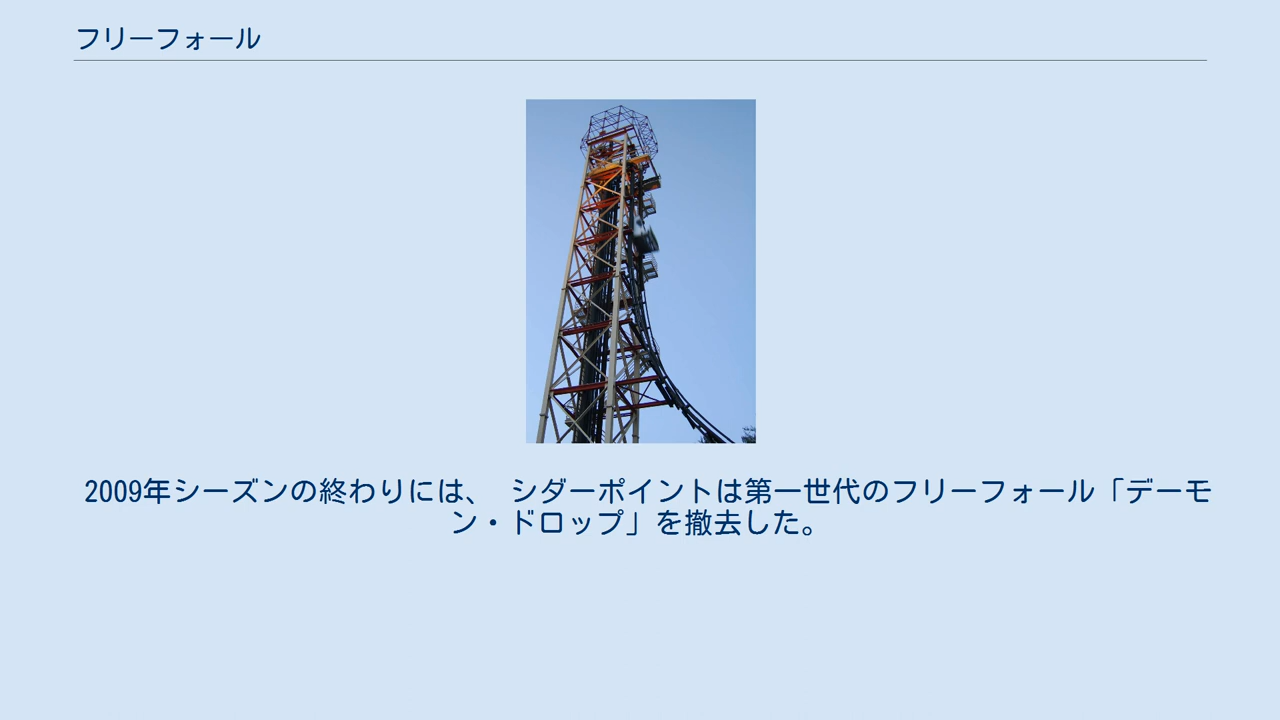 フリーフォール
2009年シーズンの終わりには、 シダーポイントは第一世代のフリーフォール「デーモ
ン・ドロップ」を撤去した。